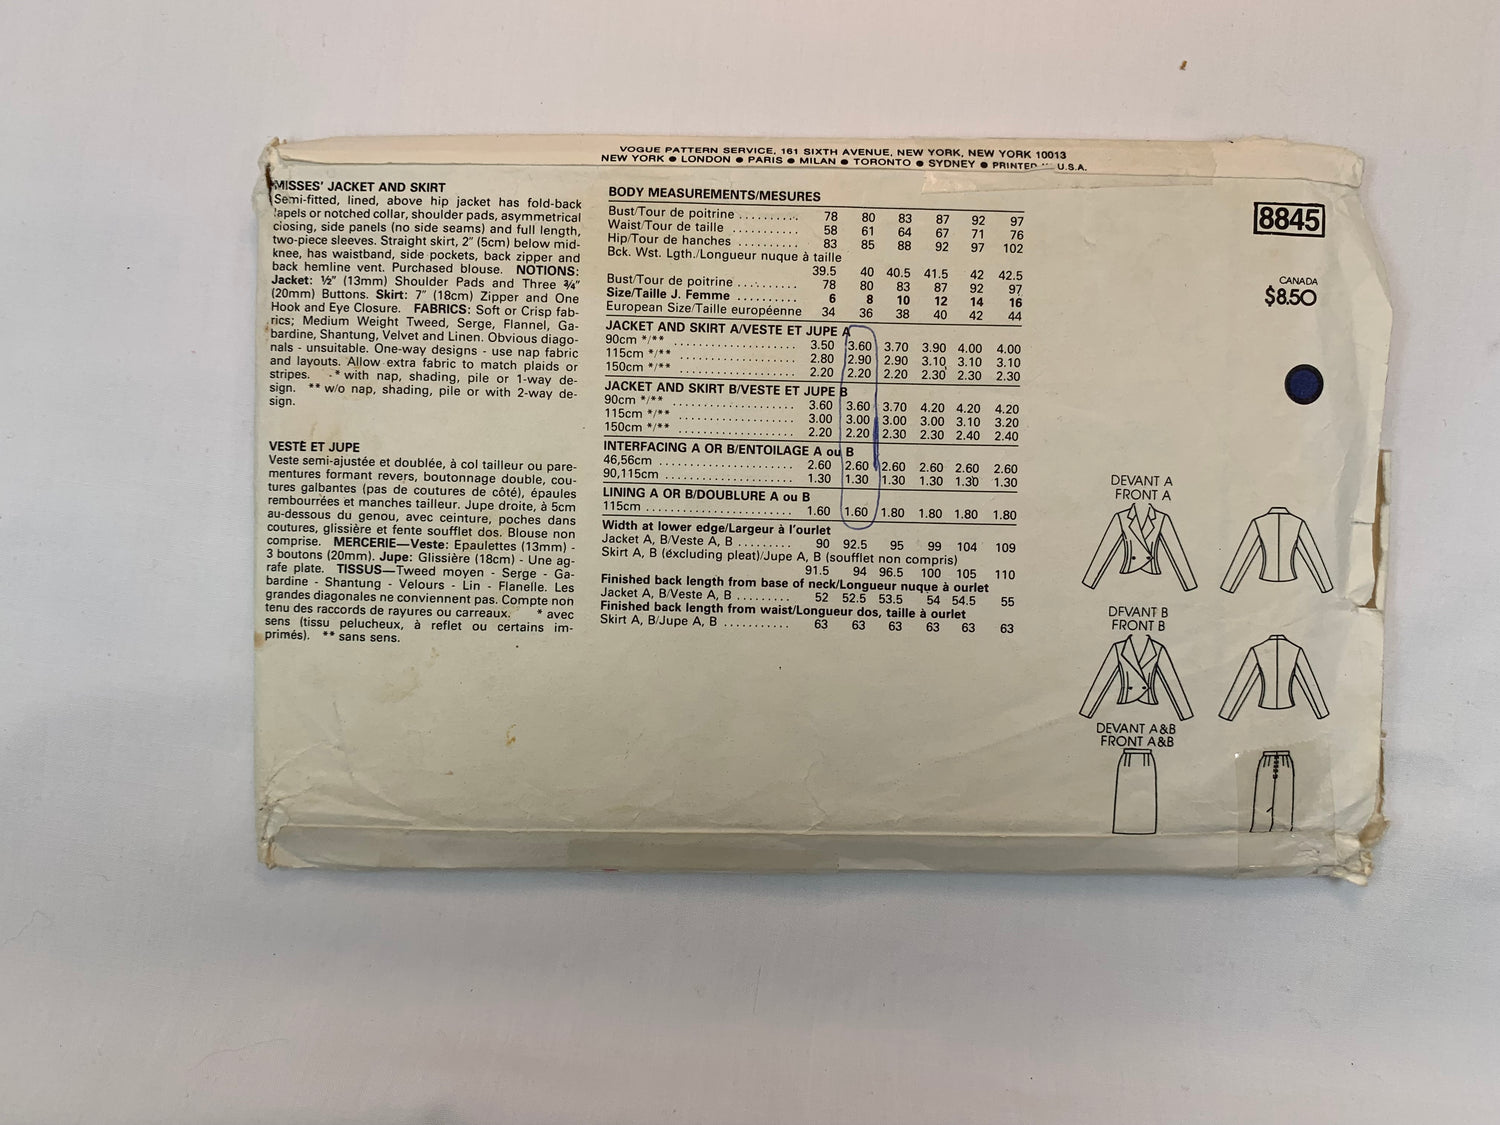 VOGUE PATTERN SERVICE, 161 SIXTH AVENUE, NEW YORK, NEW YORK 10013
NEW YORK ● LONDON ● PARIS ● MILAN ● TORONTO ● SYDNEY ● PRINTED U.S.A.
MISSES' JACKET AND SKIRT
Semi-fitted, lined, above hip jacket has fold-back
lapels or notched collar, shoulder pads, asymmetrical
closing, side panels (no side seams) and full length,
two-piece sleeves. Straight skirt, 2" (5cm) below mid-
knee, has waistband, side pockets, back zipper and
back hemline vent. Purchased blouse. NOTIONS:
Jacket: ½" (13mm) Shoulder Pads and Three ¾"
(20mm) Buttons. Skirt: 7" (18cm) Zipper and One
Hook and Eye Closure. FABRICS: Soft or Crisp fab-
rics; Medium Weight Tweed, Serge, Flannel, Ga-
bardine, Shantung, Velvet and Linen. Obvious diago-
nals - unsuitable. One-way designs - use nap fabric
and layouts. Allow extra fabric to match plaids or
stripes. * with nap, shading, pile or 1-way de-
sign. ** w/o nap, shading, pile or with 2-way de-
sign.
VESTE ET JUPE
Veste semi-ajustée et doublée, à col tailleur ou pare-
mentures formant revers, boutonnage double, cou-
tures galbantes (pas de coutures de côté), épaules
rembourrées et manches tailleur. Jupe droite, à 5cm
au-dessous du genou, avec ceinture, poches dans
coutures, glissière et fente soufflet dos. Blouse non
comprise. MERCERIE—Veste: Epaulettes (13mm) -
3 boutons (20mm). Jupe: Glissière (18cm) - Une ag-
rafe plate. TISSUS—Tweed moyen - Serge - Ga-
bardine - Shantung - Velours - Lin - Flanelle. Les
grandes diagonales ne conviennent pas. Compte non
tenu des raccords de rayures ou carreaux. * avec
sens (tissu pelucheux, à reflet ou certains im-
primés). ** sans sens.
BODY MEASUREMENTS/MESURES
Bust/Tour de poitrine .......... 78 80 83 87 92 97
Waist/Tour de taille .......... 58 61 64 67 71 76
Hip/Tour de hanches .......... 83 85 88 92 97 102
Bck. Wst. Lgth./Longueur nuque à taille
39.5 40 40.5 41.5 42 42.5
Bust/Tour de poitrine .......... 78 80 83 87 92 97
Size/Taille J. Femme .......... 6 8 10 12 14 16
European Size/Taille européenne 34 36 38 40 42 44
JACKET AND SKIRT A/VESTE ET JUPE A
90cm */** .......... 3.50 3.60 3.70 3.90 4.00 4.00
115cm */** .......... 2.80 2.90 2.90 3.10 3.10 3.10
150cm */** .......... 2.20 2.20 2.20 2.30 2.30 2.30
JACKET AND SKIRT B/VESTE ET JUPE B
90cm */** .......... 3.60 3.60 3.70 4.20 4.20 4.20
115cm */** .......... 3.00 3.00 3.00 3.00 3.10 3.20
150cm */** .......... 2.20 2.20 2.30 2.30 2.40 2.40
INTERFACING A OR B/ENTOILAGE A ou B
46,56cm .......... 2.60 2.60 2.60 2.60 2.60 2.60
90,115cm .......... 1.30 1.30 1.30 1.30 1.30 1.30
LINING A OR B/DOUBLURE A ou B
115cm .......... 1.60 1.60 1.80 1.80 1.80 1.80
Width at lower edge/Largeur à l'ourlet
Jacket A, B/Veste A, B .......... 90 92.5 95 99 104 109
Skirt A, B (excluding pleat)/Jupe A, B (soufflet non compris)
91.5 94 96.5 100 105 110
Finished back length from base of neck/Longueur nuque à ourlet
Jacket A, B/Veste A, B .......... 52 52.5 53.5 54 54.5 55
Finished back length from waist/Longueur dos, taille à ourlet
Skirt A, B/Jupe A, B .......... 63 63 63 63 63 63
8845
CANADA
$8.50
DEVANT A
FRONT A
DEVANT B
FRONT B
DEVANT A&B
FRONT A&B